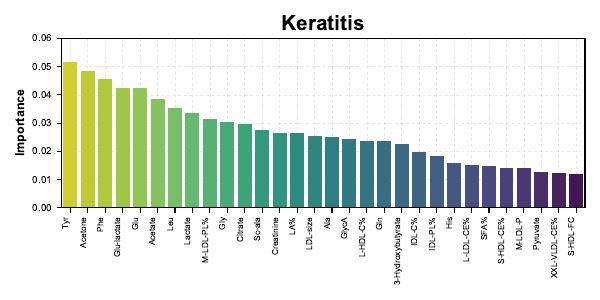 Keratitis
Importance
0.06
0.05
0.04
0.03
0.02
0.01
0.00
Tyr
Acetone
Phe
Glu-lactate
Glu
Acetate
Leu
Lactate
M-LDL-PL%
Gly
Citrate
Sc-ala
Creatinine
LA%
LDL-size
Ala
GlycA
L-HDL-C%
Gln
3-Hydroxybutyrate
IDL-C%
IDL-PL%
His
L-LDL-CE%
SFA%
S-HDL-CE%
M-LDL-P
Pyruvate
XXL-VLDL-CE%
S-HDL-FC